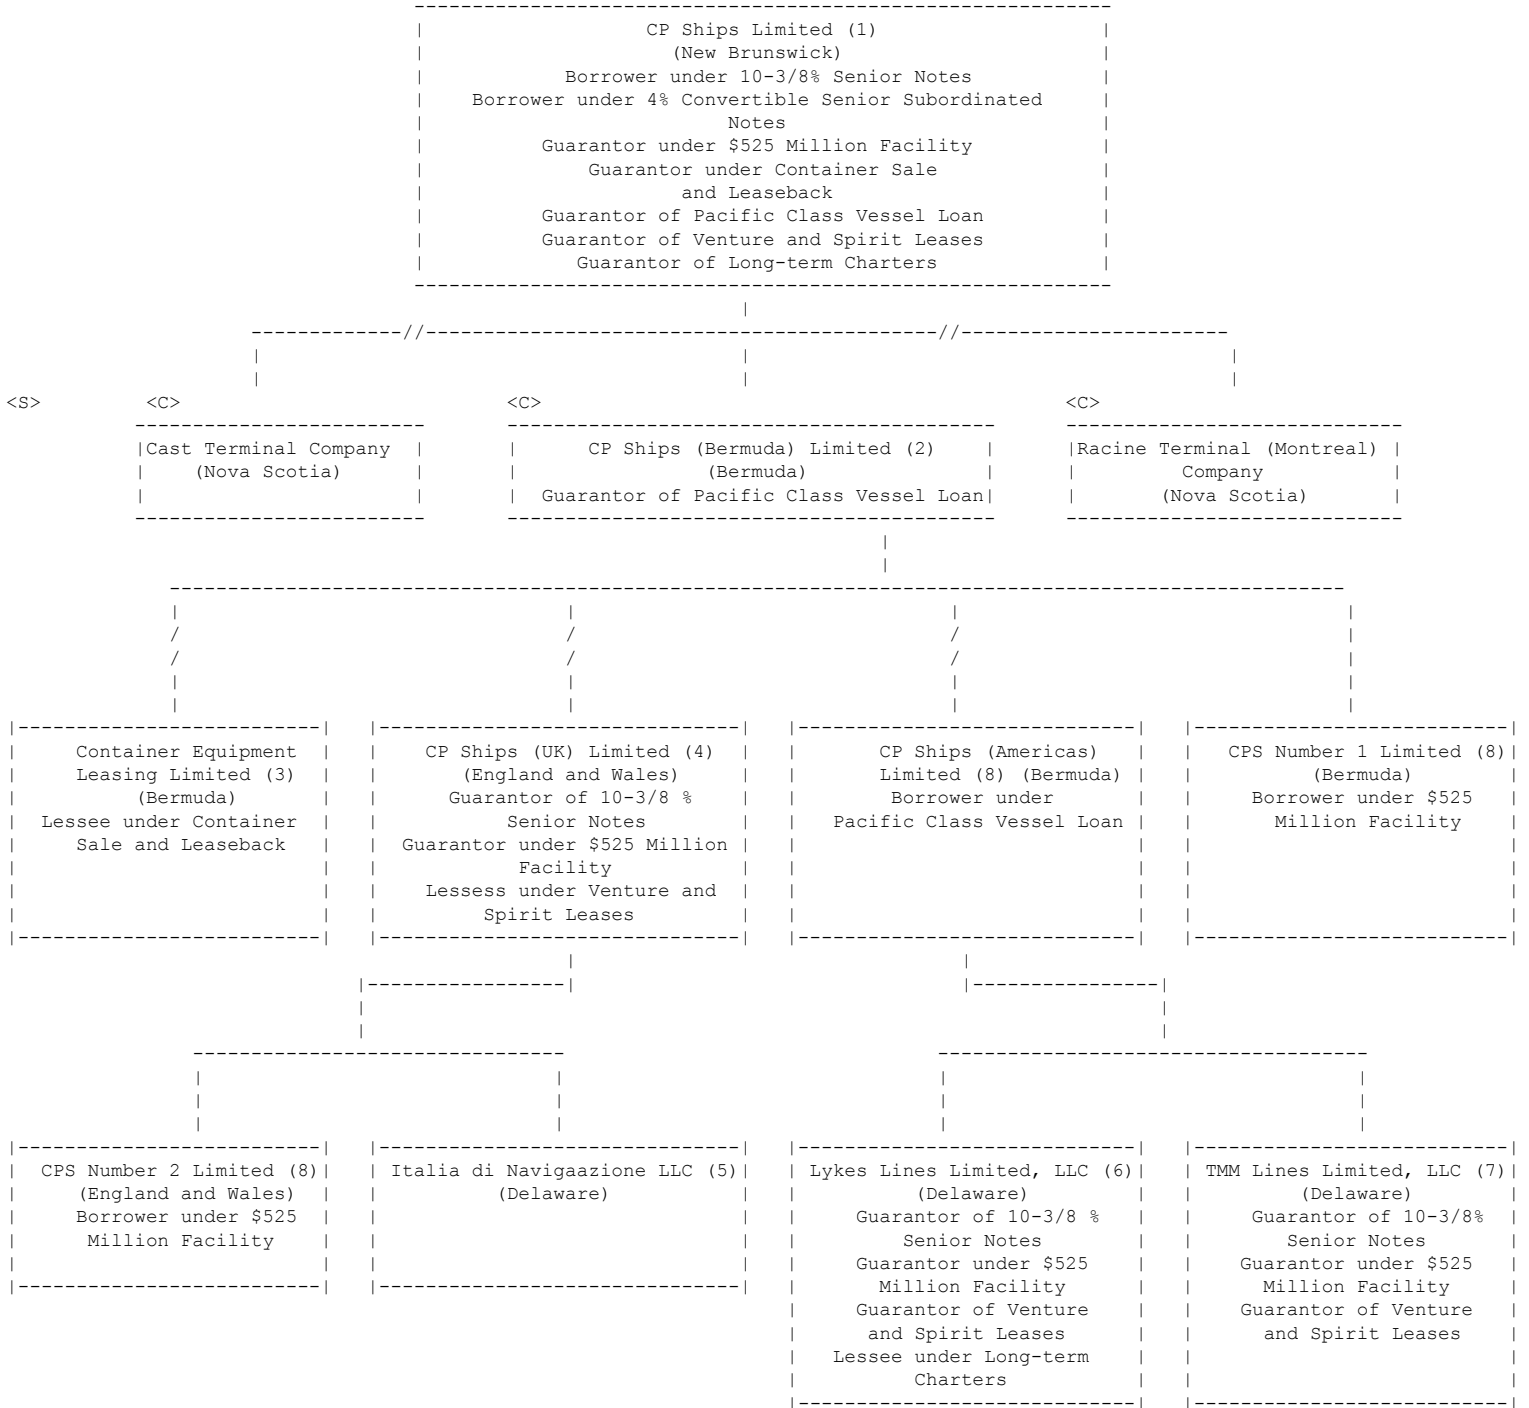 CP Ships Limited (1)
(New Brunswick)
Borrower under 10-3/8% Senior Notes
Borrower under 4% Convertible Senior Subordinated
Notes
Guarantor under $525 Million Facility
Guarantor under Container Sale
and Leaseback
Guarantor of Pacific Class Vessel Loan
Guarantor of Venture and Spirit Leases
Guarantor of Long-term Charters
<S> <C> <C> <C>
Cast Terminal Company
(Nova Scotia)
CP Ships (Bermuda) Limited (2)
(Bermuda)
Guarantor of Pacific Class Vessel Loan
Racine Terminal (Montreal)
Company
(Nova Scotia)
Container Equipment
Leasing Limited (3)
(Bermuda)
Lessee under Container
Sale and Leaseback
CP Ships (UK) Limited (4)
(England and Wales)
Guarantor of 10-3/8 %
Senior Notes
Guarantor under $525 Million
Facility
Lessess under Venture and
Spirit Leases
CP Ships (Americas)
Limited (8) (Bermuda)
Borrower under
Pacific Class Vessel Loan
CPS Number 1 Limited (8)
(Bermuda)
Borrower under $525
Million Facility
CPS Number 2 Limited (8)
(England and Wales)
Borrower under $525
Million Facility
Italia di Navigaazione LLC (5)
(Delaware)
Lykes Lines Limited, LLC (6)
(Delaware)
Guarantor of 10-3/8 %
Senior Notes
Guarantor under $525
Million Facility
Guarantor of Venture
and Spirit Leases
Lessee under Long-term
Charters
TMM Lines Limited, LLC (7)
(Delaware)
Guarantor of 10-3/8%
Senior Notes
Guarantor under $525
Million Facility
Guarantor of Venture
and Spirit Leases